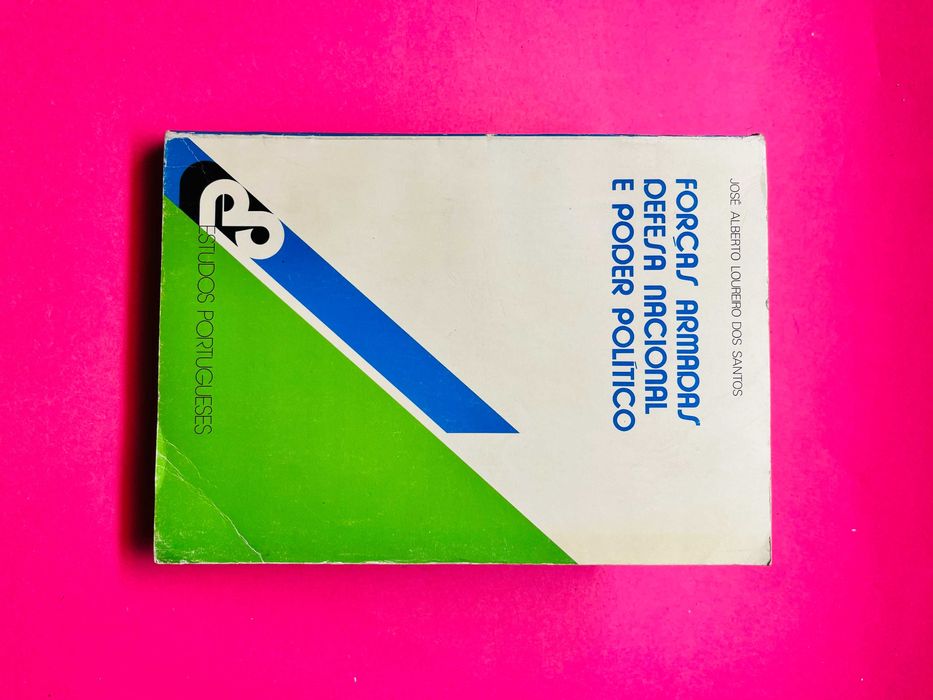 JOSÉ ALBERTO LOUREIRO DOS SANTOS
FORÇAS ARMADAS
DEFESA NACIONAL
E PODER POLÍTICO
ESTUDOS PORTUGUESES